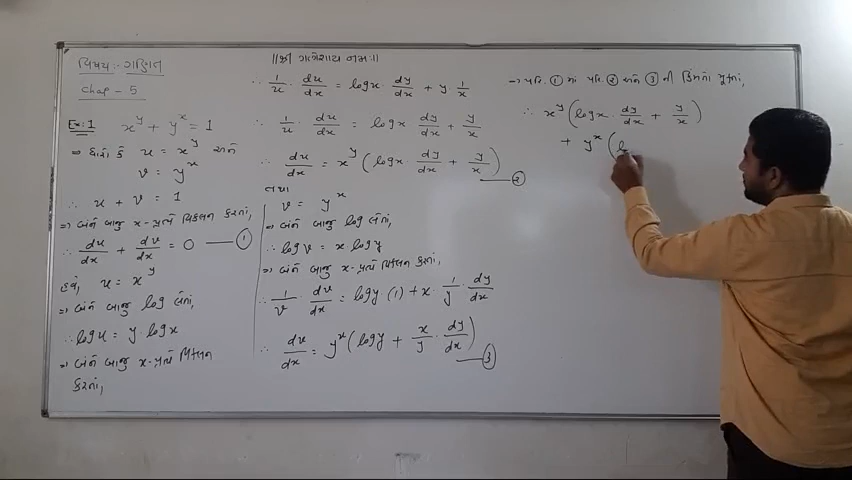 ॥શ્રી ગણેશાય નમઃ॥
વિષય:- ગણિત
Chap - 5
Ex:1 x^y + y^x = 1
⇒ ધારો કે u = x^y અને
v = y^x
∴ u + v = 1
⇒ બંને બાજુ x-પ્રત્યે વિકલન કરતાં,
∴ du/dx + dv/dx = 0 —— ①
હવે, u = x^y
⇒ બંને બાજુ log લેતાં,
∴ log u = y log x
⇒ બંને બાજુ x-પ્રત્યે વિકલન
કરતાં,
∴ 1/u · du/dx = log x · dy/dx + y · 1/x
∴ 1/u · du/dx = log x · dy/dx + y/x
∴ du/dx = x^y (log x · dy/dx + y/x) —— ②
તથા
v = y^x
⇒ બંને બાજુ log લેતાં,
∴ log v = x log y
⇒ બંને બાજુ x-પ્રત્યે વિકલન કરતાં,
∴ 1/v · dv/dx = log y (1) + x · 1/y · dy/dx
∴ dv/dx = y^x (log y + x/y · dy/dx) —— ③
→ પરિ. ① માં પરિ. ② અને ③ ની કિંમતો મૂકતાં,
∴ x^y (log x · dy/dx + y/x)
+ y^x (l